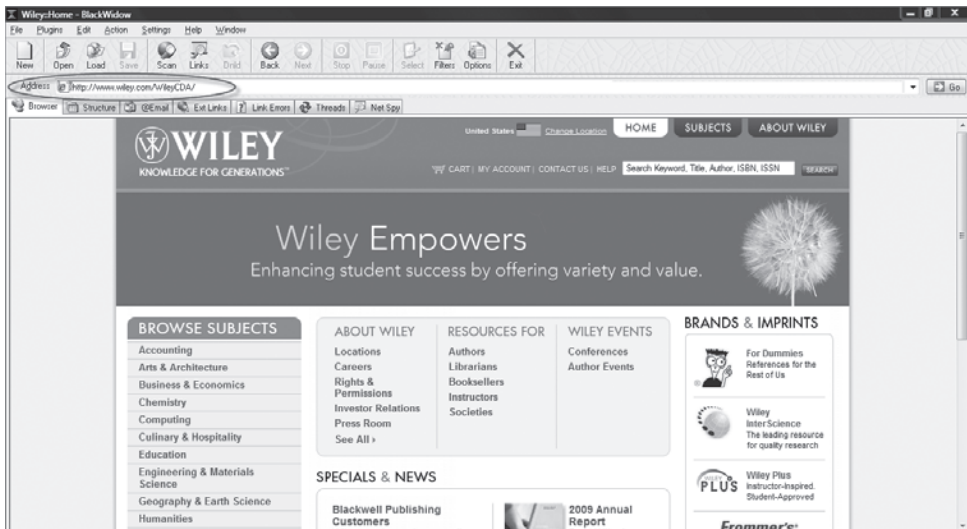 Wiley::Home - BlackWidow
File Plugins Edit Action Settings Help Window
New Open Load Save Scan Links Dnld Back Next Stop Pause Select Filters Options Exit
Address http://www.wiley.com/WileyCDA/ Go
Browser Structure @Email Ext Links Link Errors Threads Net Spy
WILEY
KNOWLEDGE FOR GENERATIONS™
United States Change Location HOME SUBJECTS ABOUT WILEY
CART | MY ACCOUNT | CONTACT US | HELP Search Keyword, Title, Author, ISBN, ISSN SEARCH
Wiley Empowers
Enhancing student success by offering variety and value.
BROWSE SUBJECTS
Accounting
Arts & Architecture
Business & Economics
Chemistry
Computing
Culinary & Hospitality
Education
Engineering & Materials
Science
Geography & Earth Science
Humanities
ABOUT WILEY
Locations
Careers
Rights &
Permissions
Investor Relations
Press Room
See All ›
RESOURCES FOR
Authors
Librarians
Booksellers
Instructors
Societies
WILEY EVENTS
Conferences
Author Events
SPECIALS & NEWS
Blackwell Publishing
Customers
2009 Annual
Report
BRANDS & IMPRINTS
For Dummies
References for the
Rest of Us
Wiley
InterScience
The leading resource
for quality research
WILEY
PLUS
Wiley Plus
Instructor-Inspired.
Student-Approved
Frommer's